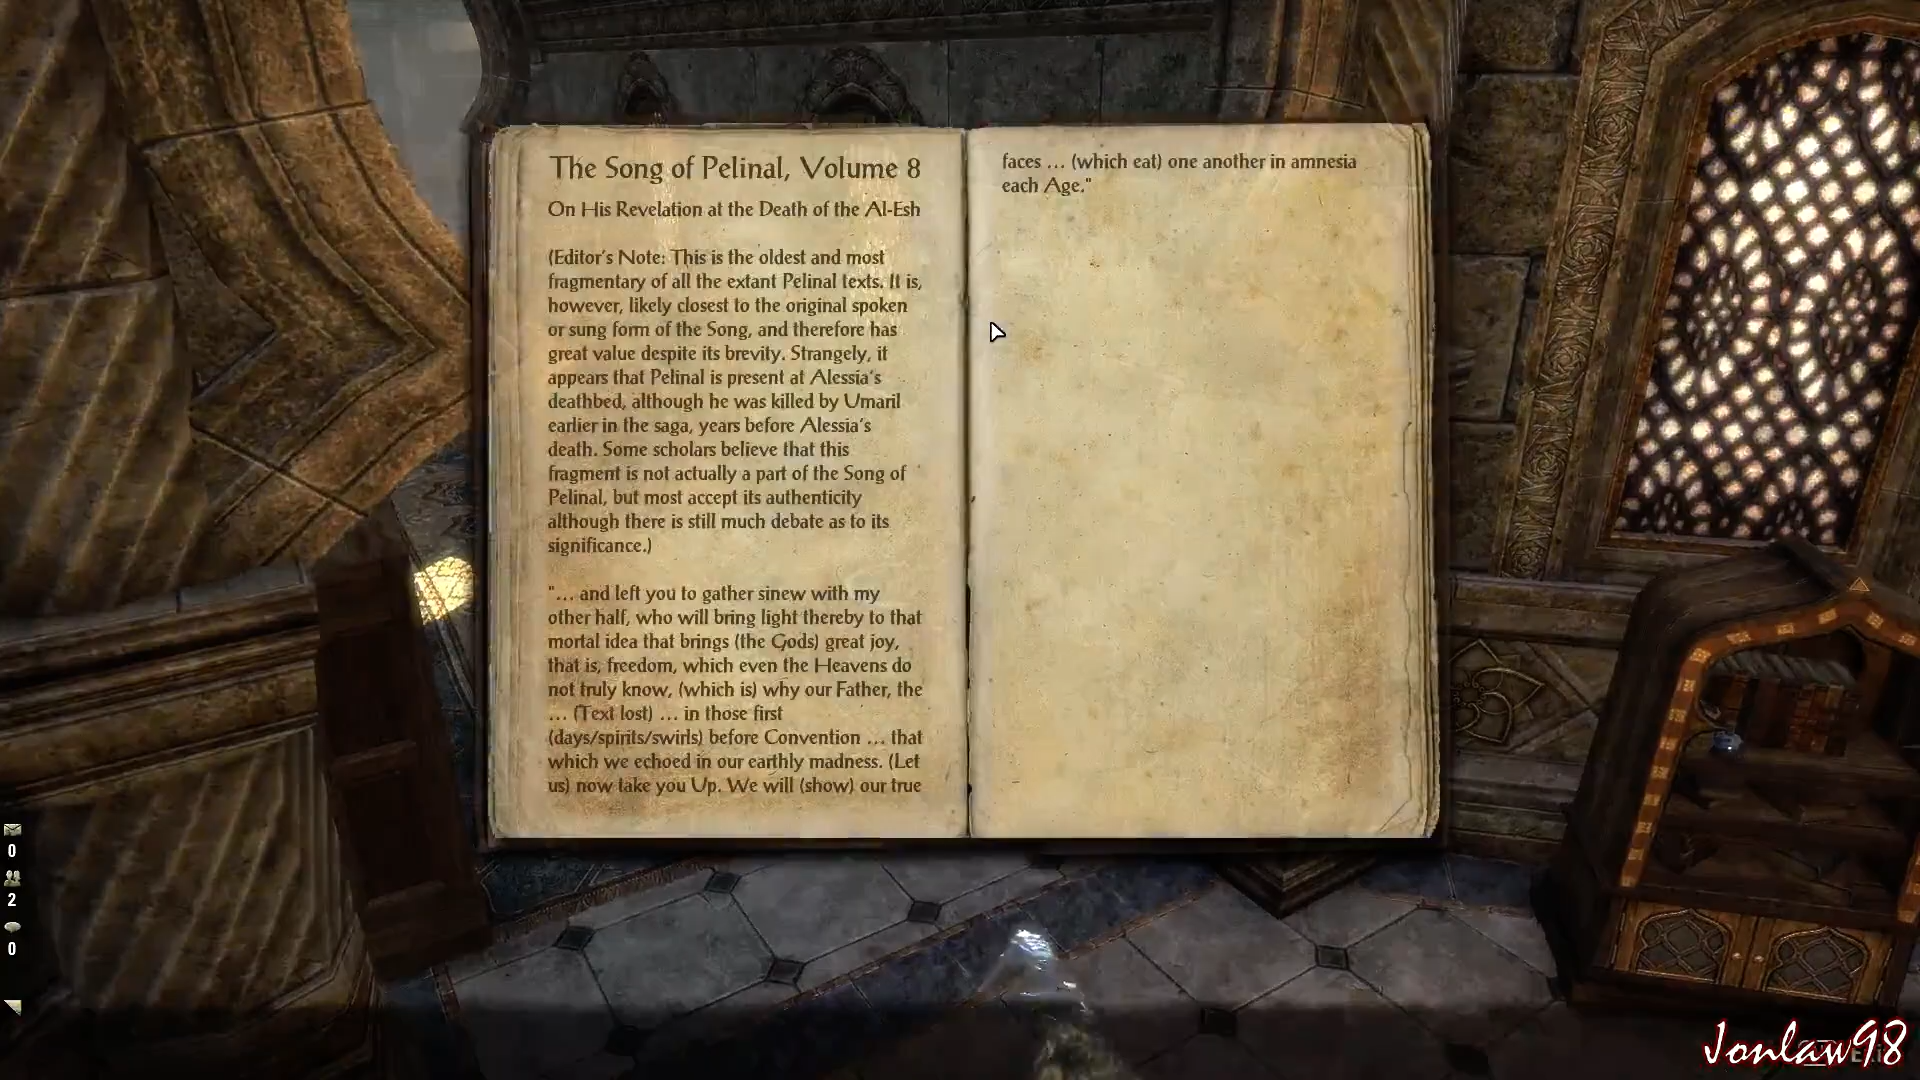 The Song of Pelinal, Volume 8
On His Revelation at the Death of the Al-Esh
(Editor's Note: This is the oldest and most
fragmentary of all the extant Pelinal texts. It is,
however, likely closest to the original spoken
or sung form of the Song, and therefore has
great value despite its brevity. Strangely, it
appears that Pelinal is present at Alessia's
deathbed, although he was killed by Umaril
earlier in the saga, years before Alessia's
death. Some scholars believe that this
fragment is not actually a part of the Song of
Pelinal, but most accept its authenticity
although there is still much debate as to its
significance.)
"... and left you to gather sinew with my
other half, who will bring light thereby to that
mortal idea that brings (the Gods) great joy,
that is, freedom, which even the Heavens do
not truly know, (which is) why our Father, the
... (Text lost) ... in those first
(days/spirits/swirls) before Convention ... that
which we echoed in our earthly madness. (Let
us) now take you Up. We will (show) our true
faces ... (which eat) one another in amnesia
each Age."
0
2
0
Jonlaw98